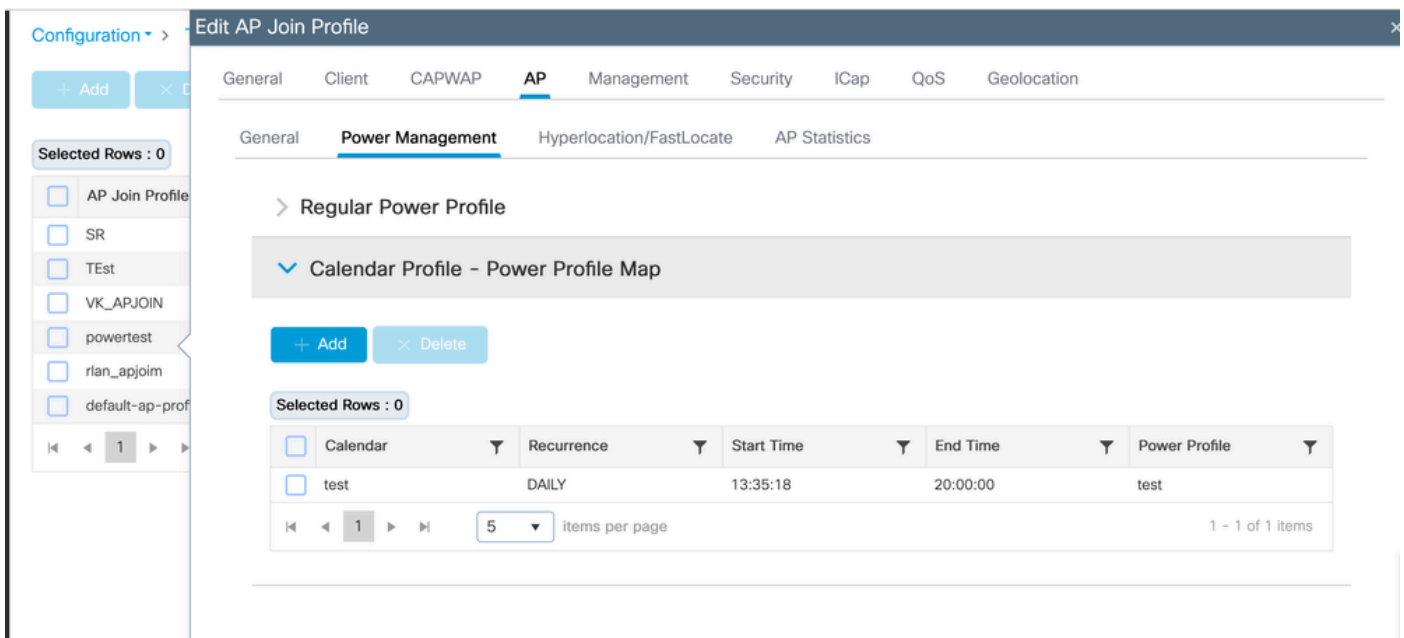 Configuration >
Edit AP Join Profile
×
+ Add
×
General Client CAPWAP AP Management Security ICap QoS Geolocation
General Power Management Hyperlocation/FastLocate AP Statistics
Selected Rows : 0
AP Join Profile
SR
TEst
VK_APJOIN
powertest
rlan_apjoim
default-ap-prof
1
Regular Power Profile
Calendar Profile - Power Profile Map
+ Add
× Delete
Selected Rows : 0
Calendar Recurrence Start Time End Time Power Profile
test DAILY 13:35:18 20:00:00 test
1 5 items per page 1 - 1 of 1 items